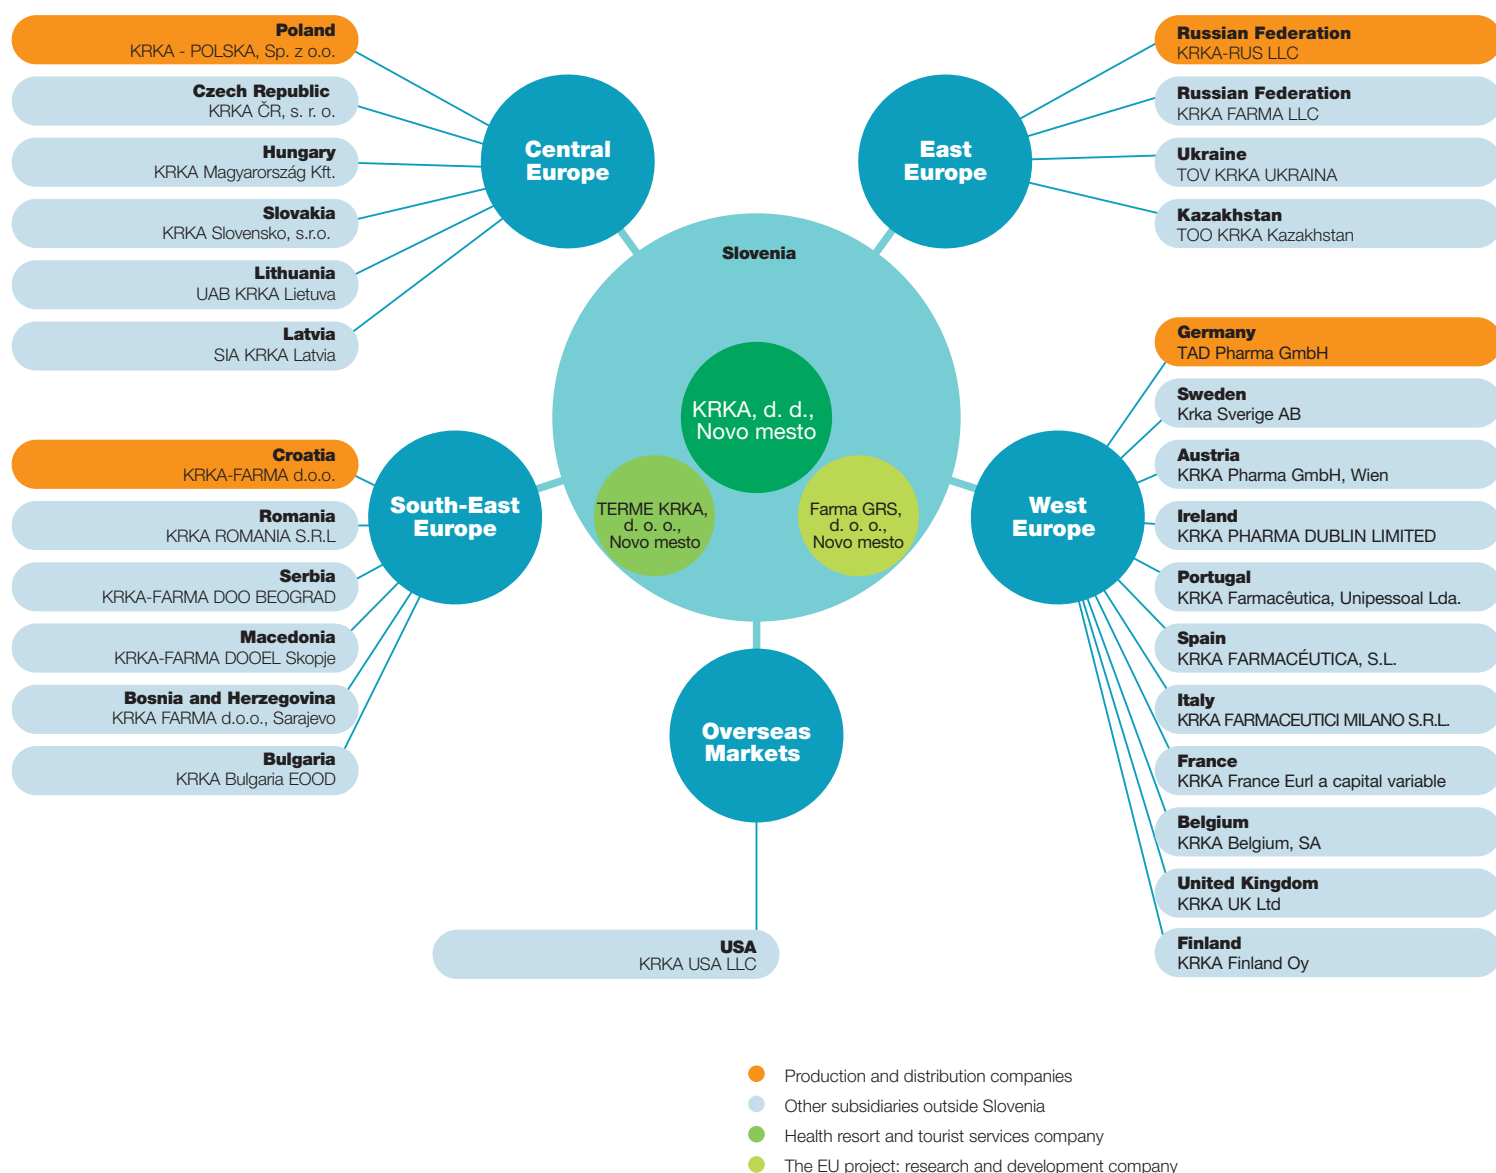 Poland
KRKA - POLSKA, Sp. z o.o.
Czech Republic
KRKA ČR, s. r. o.
Hungary
KRKA Magyarország Kft.
Slovakia
KRKA Slovensko, s.r.o.
Lithuania
UAB KRKA Lietuva
Latvia
SIA KRKA Latvia
Central
Europe
East
Europe
Russian Federation
KRKA-RUS LLC
Russian Federation
KRKA FARMA LLC
Ukraine
TOV KRKA UKRAINA
Kazakhstan
TOO KRKA Kazakhstan
Slovenia
KRKA, d. d.,
Novo mesto
TERME KRKA,
d. o. o.,
Novo mesto
Farma GRS,
d. o. o.,
Novo mesto
Croatia
KRKA-FARMA d.o.o.
Romania
KRKA ROMANIA S.R.L
Serbia
KRKA-FARMA DOO BEOGRAD
Macedonia
KRKA-FARMA DOOEL Skopje
Bosnia and Herzegovina
KRKA FARMA d.o.o., Sarajevo
Bulgaria
KRKA Bulgaria EOOD
South-East
Europe
West
Europe
Germany
TAD Pharma GmbH
Sweden
Krka Sverige AB
Austria
KRKA Pharma GmbH, Wien
Ireland
KRKA PHARMA DUBLIN LIMITED
Portugal
KRKA Farmacêutica, Unipessoal Lda.
Spain
KRKA FARMACÉUTICA, S.L.
Italy
KRKA FARMACEUTICI MILANO S.R.L.
France
KRKA France Eurl a capital variable
Belgium
KRKA Belgium, SA
United Kingdom
KRKA UK Ltd
Finland
KRKA Finland Oy
Overseas
Markets
USA
KRKA USA LLC
Production and distribution companies
Other subsidiaries outside Slovenia
Health resort and tourist services company
The EU project: research and development company